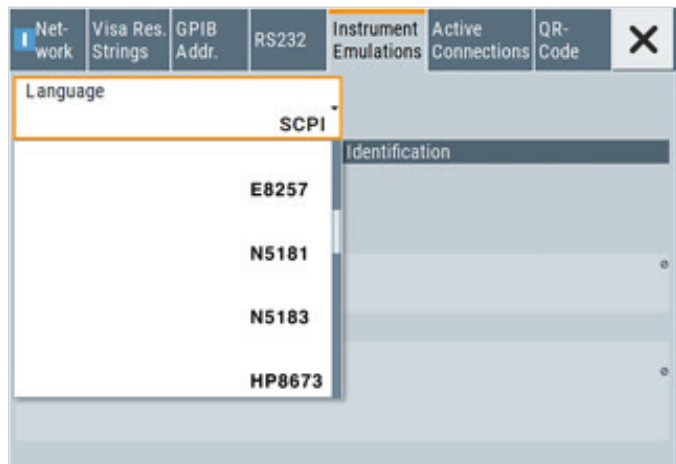 Net-
work
Visa Res.
Strings
GPIB
Addr.
RS232
Instrument
Emulations
Active
Connections
QR-
Code
Language
SCPI
Identification
E8257
N5181
N5183
HP8673